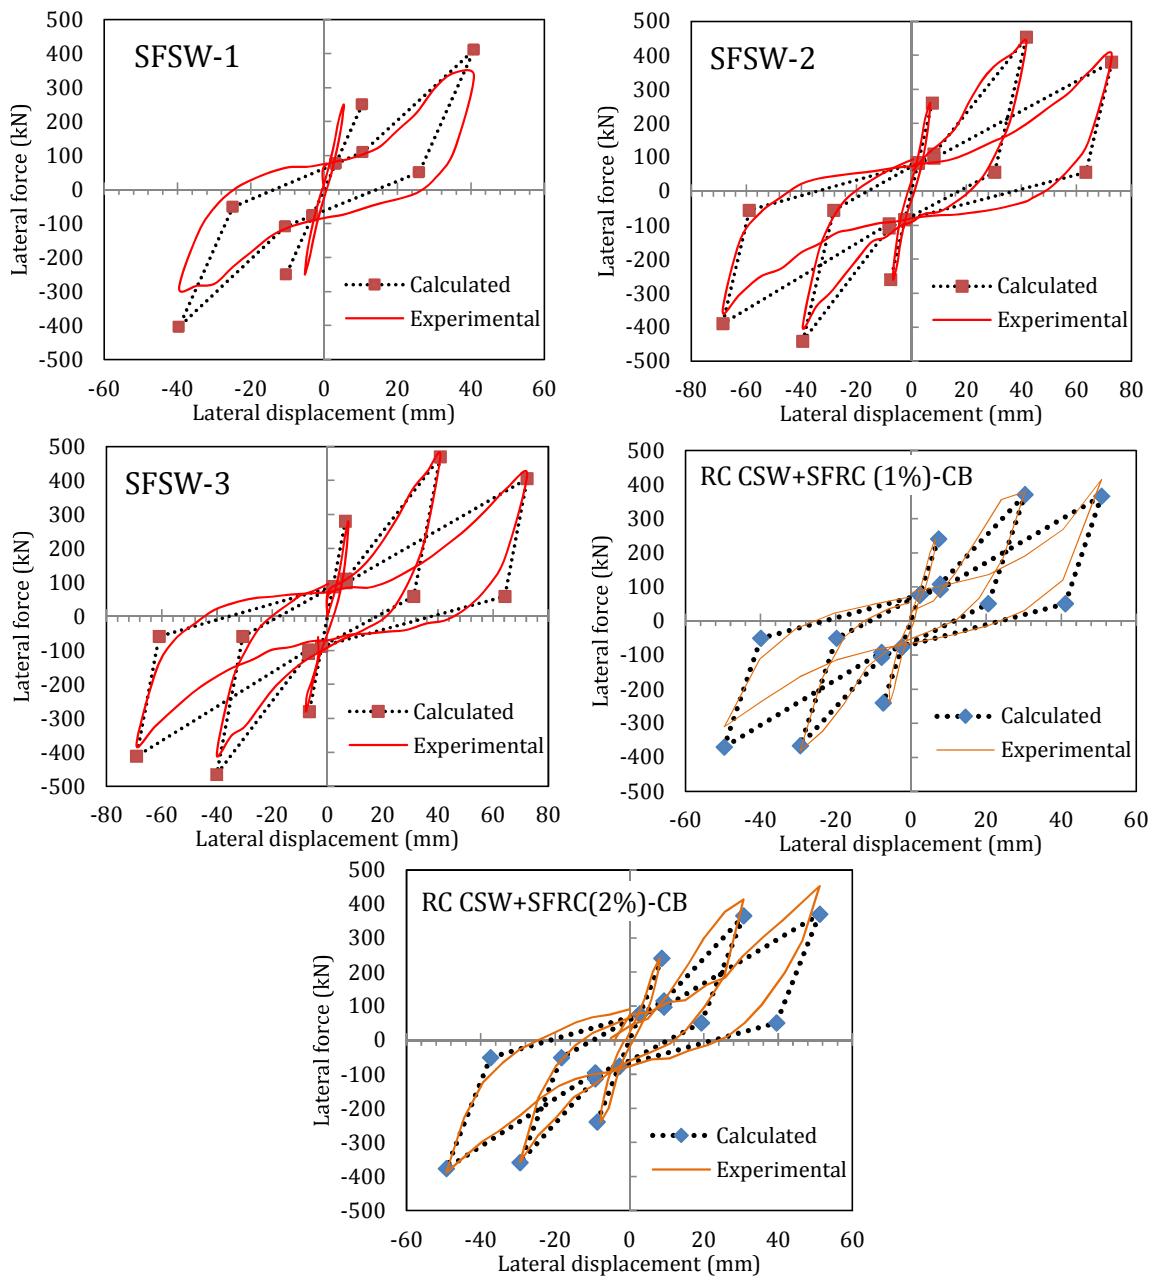 SFSW-1
Lateral force (kN)
500
400
300
200
100
0
-100
-200
-300
-400
-500
-60 -40 -20 0 20 40 60
Lateral displacement (mm)
Calculated
Experimental
SFSW-2
Lateral force (kN)
500
400
300
200
100
0
-100
-200
-300
-400
-500
-80 -60 -40 -20 0 20 40 60 80
Lateral displacement (mm)
Calculated
Experimental
SFSW-3
Lateral force (kN)
500
400
300
200
100
0
-100
-200
-300
-400
-500
-80 -60 -40 -20 0 20 40 60 80
Lateral displacement (mm)
Calculated
Experimental
RC CSW+SFRC (1%)-CB
Lateral force (kN)
500
400
300
200
100
0
-100
-200
-300
-400
-500
-60 -40 -20 0 20 40 60
Lateral displacement (mm)
Calculated
Experimental
RC CSW+SFRC(2%)-CB
Lateral force (kN)
500
400
300
200
100
0
-100
-200
-300
-400
-500
-60 -40 -20 0 20 40 60
Lateral displacement (mm)
Calculated
Experimental